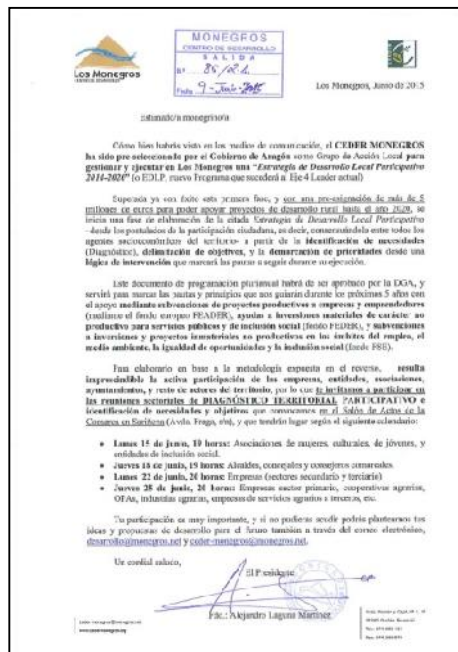 MONEGROS
CENTRO DE DESARROLLO
SALIDA
Nº 85/21
Fecha 9-Junio-2015
Los Monegros
Los Monegros, Junio de 2015
Estimado/a monegrino/a
Cómo bien habrás visto en los medios de comunicación, el CEDER MONEGROS
ha sido pre seleccionado por el Gobierno de Aragón como Grupo de Acción Local para
gestionar y ejecutar en Los Monegros una "Estrategia de Desarrollo Local Participativo
2014-2020" (o EDLP, nuevo Programa que sucederá a Eje 4 Leader actual)
Superada ya con éxito esta primera fase, y con una pre-asignación de más de 5
millones de euros para poder apoyar proyectos de desarrollo rural hasta el año 2020, se
inicia una fase de elaboración de la citada Estrategia de Desarrollo Local Participativo
-desde los postulados de la participación ciudadana, es decir, consensuándola entre todos los
agentes socioeconómicos del territorio- a partir de la identificación de necesidades
(Diagnóstico), delimitación de objetivos, y la demarcación de prioridades desde una
lógica de intervención que marcará las pautas a seguir durante su ejecución.
Este documento de programación plurianual habrá de ser aprobado por la DGA, y
servirá para marcar las pautas y principios que nos guiarán durante los próximos 5 años con
el apoyo mediante subvenciones de proyectos productivos a empresas y emprendedores
(mediante el fondo europeo FEADER), ayudas a inversiones materiales de carácter no
productivo para servicios públicos y de inclusión social (fondo FEDER), y subvenciones
a inversiones y proyectos inmateriales no productivos en los ámbitos del empleo, el
medio ambiente, la igualdad de oportunidades y la inclusión social (fondo FSE).
Para elaborarlo en base a la metodología expuesta en el reverso, resulta
imprescindible la activa participación de las empresas, entidades, asociaciones,
ayuntamientos, y resto de actores del territorio, por lo que te invitamos a participar en
las reuniones sectoriales de DIAGNÓSTICO TERRITORIAL PARTICIPATIVO e
identificación de necesidades y objetivos que convocamos en el Salón de Actos de la
Comarca en Sariñena (Avda. Fraga, s/n), y que tendrán lugar según el siguiente calendario:
• Lunes 15 de junio, 19 horas: Asociaciones de mujeres, culturales, de jóvenes, y
entidades de inclusión social.
• Jueves 18 de junio, 19 horas: Alcaldes, concejales y consejeros comarcales
• Lunes 22 de junio, 20 horas: Empresas (sectores secundario y terciario)
• Jueves 25 de junio, 20 horas: Empresas sector primario, cooperativas agrarias,
OPAs, industrias agrarias, empresas de servicios agrarios a terceros, etc.
Tu participación es muy importante, y si no pudieras acudir podrás plantearnos tus
ideas y propuestas de desarrollo para el futuro también a través del correo electrónico,
desarrollo@monegros.net y ceder-monegros@monegros.net.
Un cordial saludo,
El Presidente
Fdo.: Alejandro Laguna Martínez